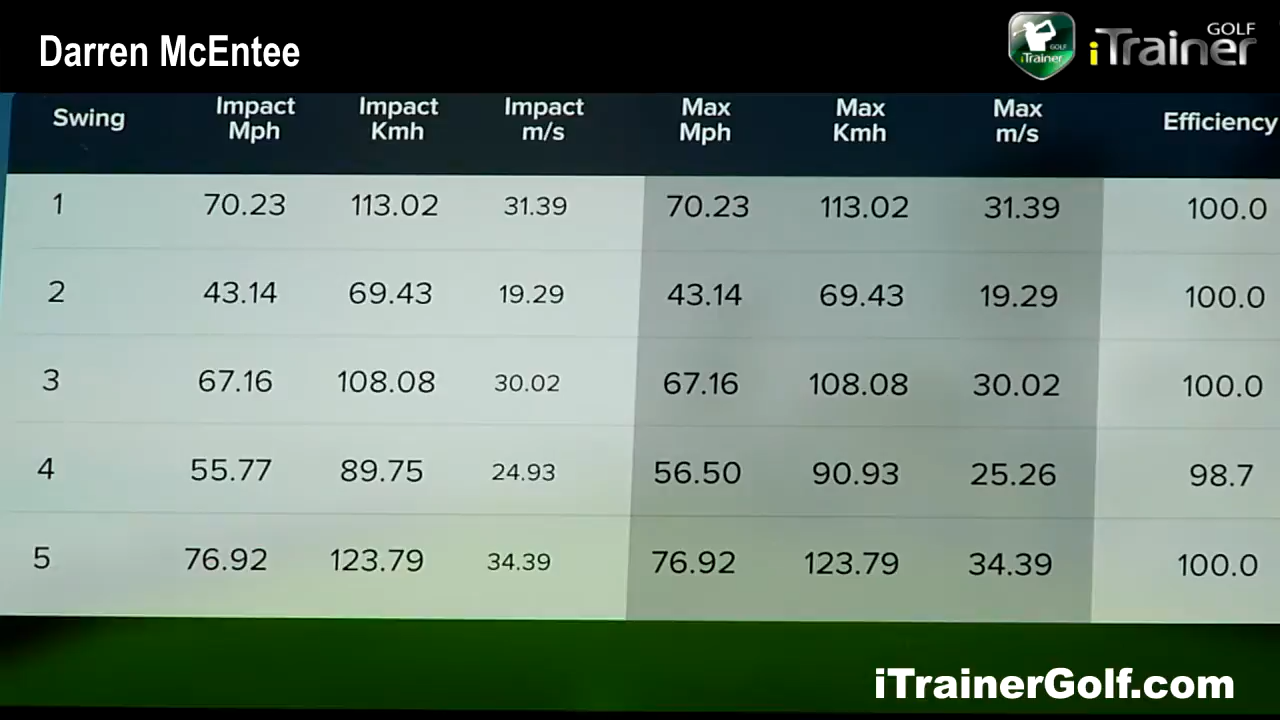 Darren McEntee
GOLF
iTrainer
GOLF
iTrainer
Swing Impact Mph Impact Kmh Impact m/s Max Mph Max Kmh Max m/s Efficiency
1 70.23 113.02 31.39 70.23 113.02 31.39 100.0
2 43.14 69.43 19.29 43.14 69.43 19.29 100.0
3 67.16 108.08 30.02 67.16 108.08 30.02 100.0
4 55.77 89.75 24.93 56.50 90.93 25.26 98.7
5 76.92 123.79 34.39 76.92 123.79 34.39 100.0
iTrainerGolf.com